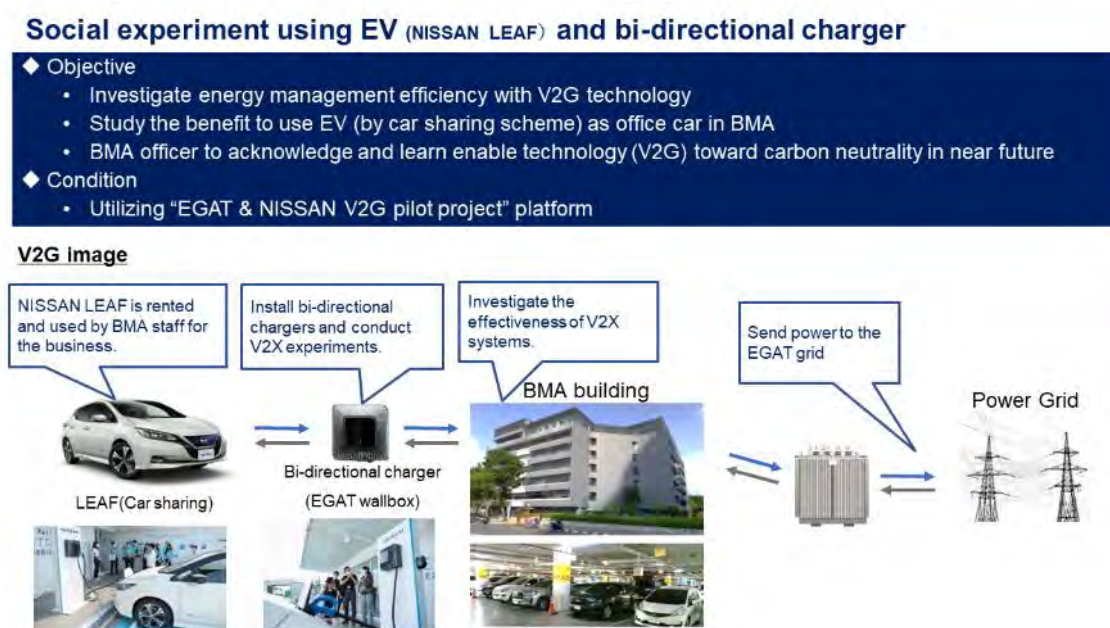 Social experiment using EV (NISSAN LEAF) and bi-directional charger
◆ Objective
• Investigate energy management efficiency with V2G technology
• Study the benefit to use EV (by car sharing scheme) as office car in BMA
• BMA officer to acknowledge and learn enable technology (V2G) toward carbon neutrality in near future
◆ Condition
• Utilizing “EGAT & NISSAN V2G pilot project” platform
V2G image
NISSAN LEAF is rented
and used by BMA staff for
the business.
Install bi-directional
chargers and conduct
V2X experiments.
Investigate the
effectiveness of V2X
systems.
Send power to the
EGAT grid
BMA building
Power Grid
Bi-directional charger
(EGAT wallbox)
LEAF(Car sharing)